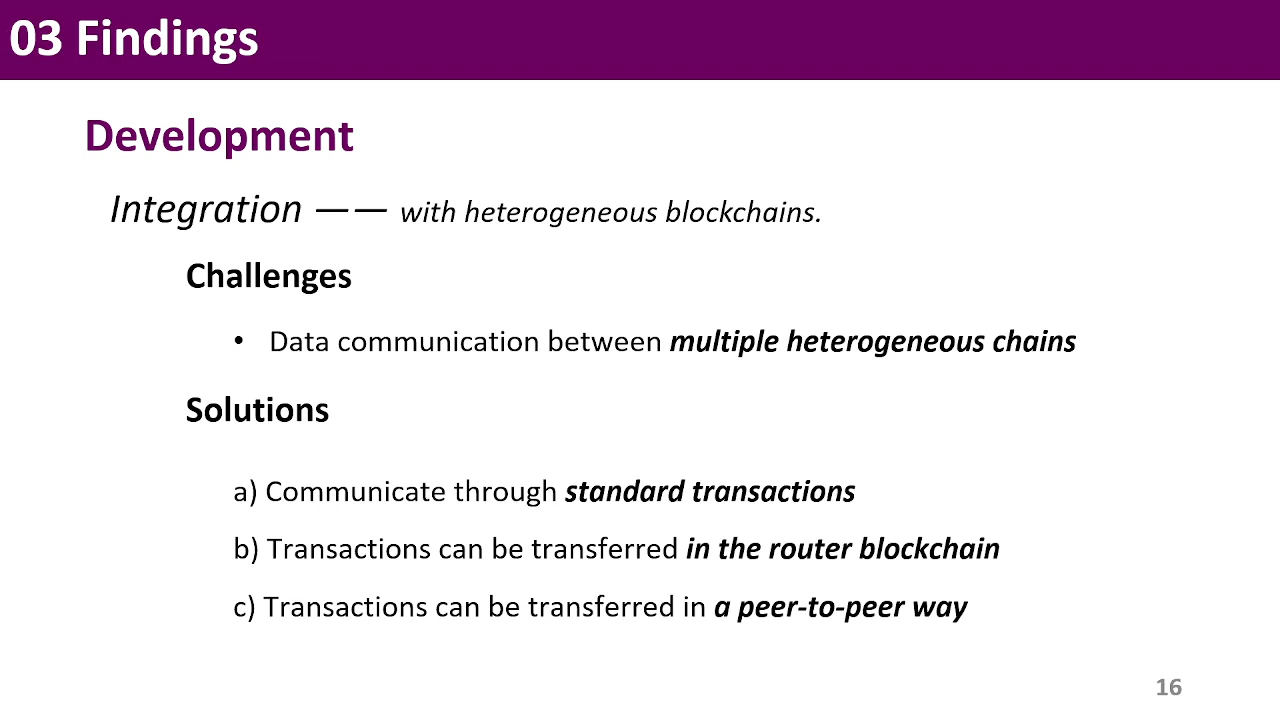 03 Findings
Development
Integration —— with heterogeneous blockchains.
Challenges
• Data communication between multiple heterogeneous chains
Solutions
a) Communicate through standard transactions
b) Transactions can be transferred in the router blockchain
c) Transactions can be transferred in a peer-to-peer way
16